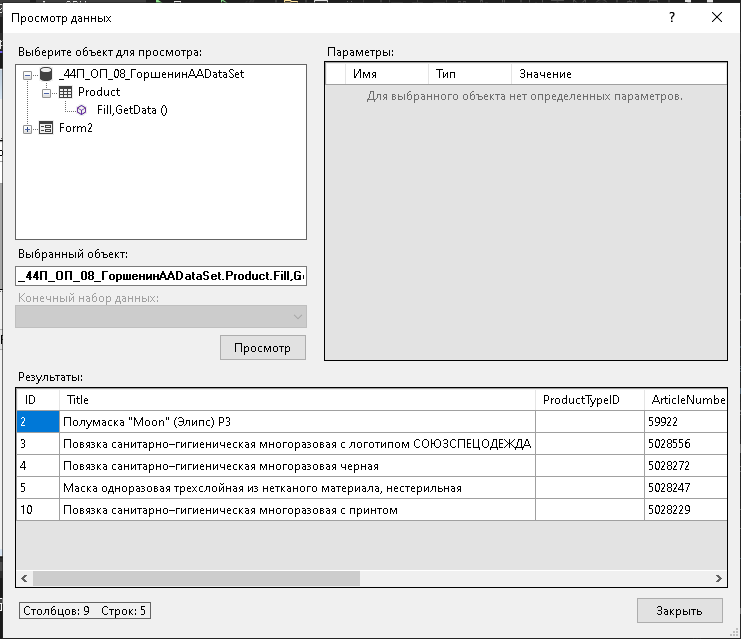 Просмотр данных
?
Выберите объект для просмотра:
_44П_ОП_08_ГоршенинААDataSet
Product
Fill,GetData ()
Form2
Параметры:
Имя Тип Значение
Для выбранного объекта нет определенных параметров.
Выбранный объект:
_44П_ОП_08_ГоршенинААDataSet.Product.Fill,G
Конечный набор данных:
Просмотр
Результаты:
ID Title ProductTypeID ArticleNumbe
2 Полумаска "Moon" (Элипс) P3 59922
3 Повязка санитарно–гигиеническая многоразовая с логотипом СОЮЗСПЕЦОДЕЖДА 5028556
4 Повязка санитарно–гигиеническая многоразовая черная 5028272
5 Маска одноразовая трехслойная из нетканого материала, нестерильная 5028247
10 Повязка санитарно–гигиеническая многоразовая с принтом 5028229
Столбцов: 9 Строк: 5
Закрыть